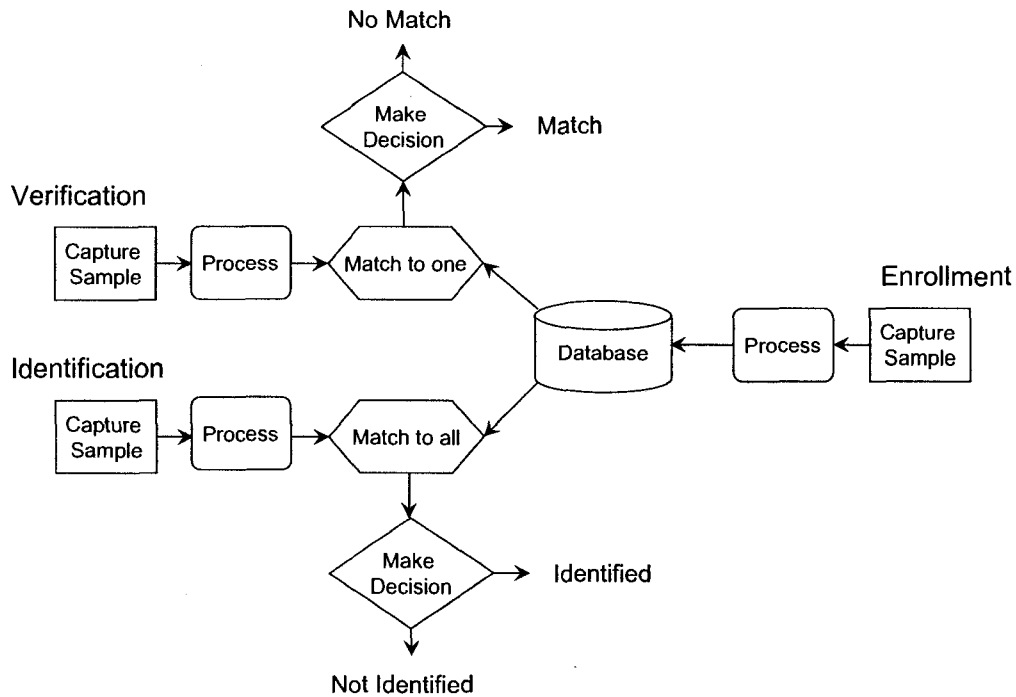 No Match
Make
Decision
Match
Verification
Capture
Sample
Process
Match to one
Enrollment
Database
Process
Capture
Sample
Identification
Capture
Sample
Process
Match to all
Make
Decision
Identified
Not Identified